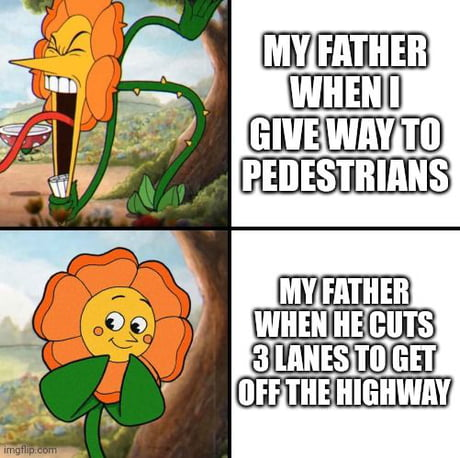 MY FATHER
WHEN I
GIVE WAY TO
PEDESTRIANS
MY FATHER
WHEN HE CUTS
3 LANES TO GET
OFF THE HIGHWAY
imgflip.com